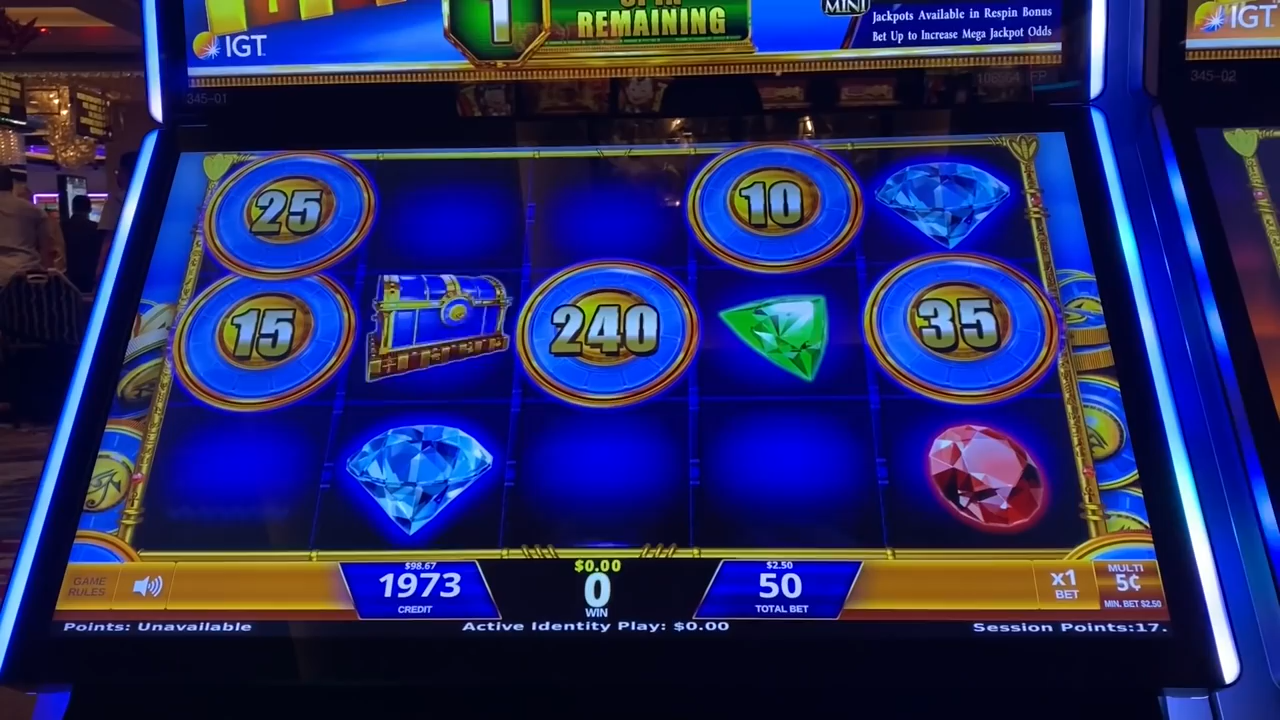 1
SPIN
REMAINING
MINI
Jackpots Available in Respin Bonus
Bet Up to Increase Mega Jackpot Odds
IGT
IGT
345-01
345-02
25
10
15
240
35
GAME
RULES
$98.67
1973
CREDIT
$0.00
0
WIN
$2.50
50
TOTAL BET
x1
BET
MULTI
5¢
MIN. BET $2.50
Points: Unavailable
Active Identity Play: $0.00
Session Points:17.